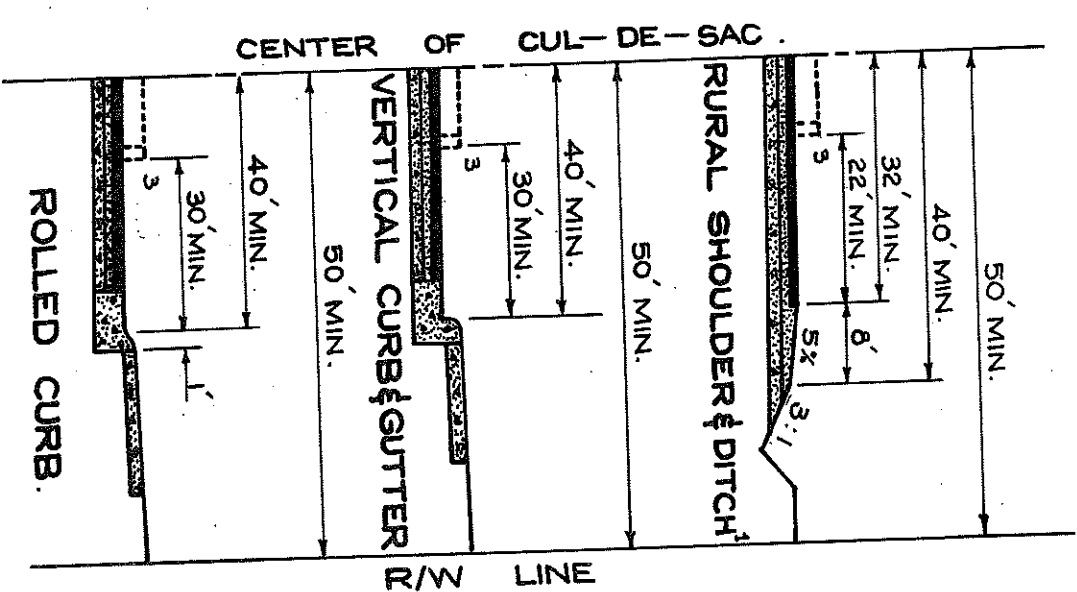 CENTER OF CUL-DE-SAC.
50' MIN.
40' MIN.
32' MIN.
22' MIN.
3
8'
5%
3:1
RURAL SHOULDER & DITCH¹
50' MIN.
40' MIN.
30' MIN.
3
VERTICAL CURB & GUTTER
50' MIN.
40' MIN.
30' MIN.
3
1'
ROLLED CURB.
R/W LINE